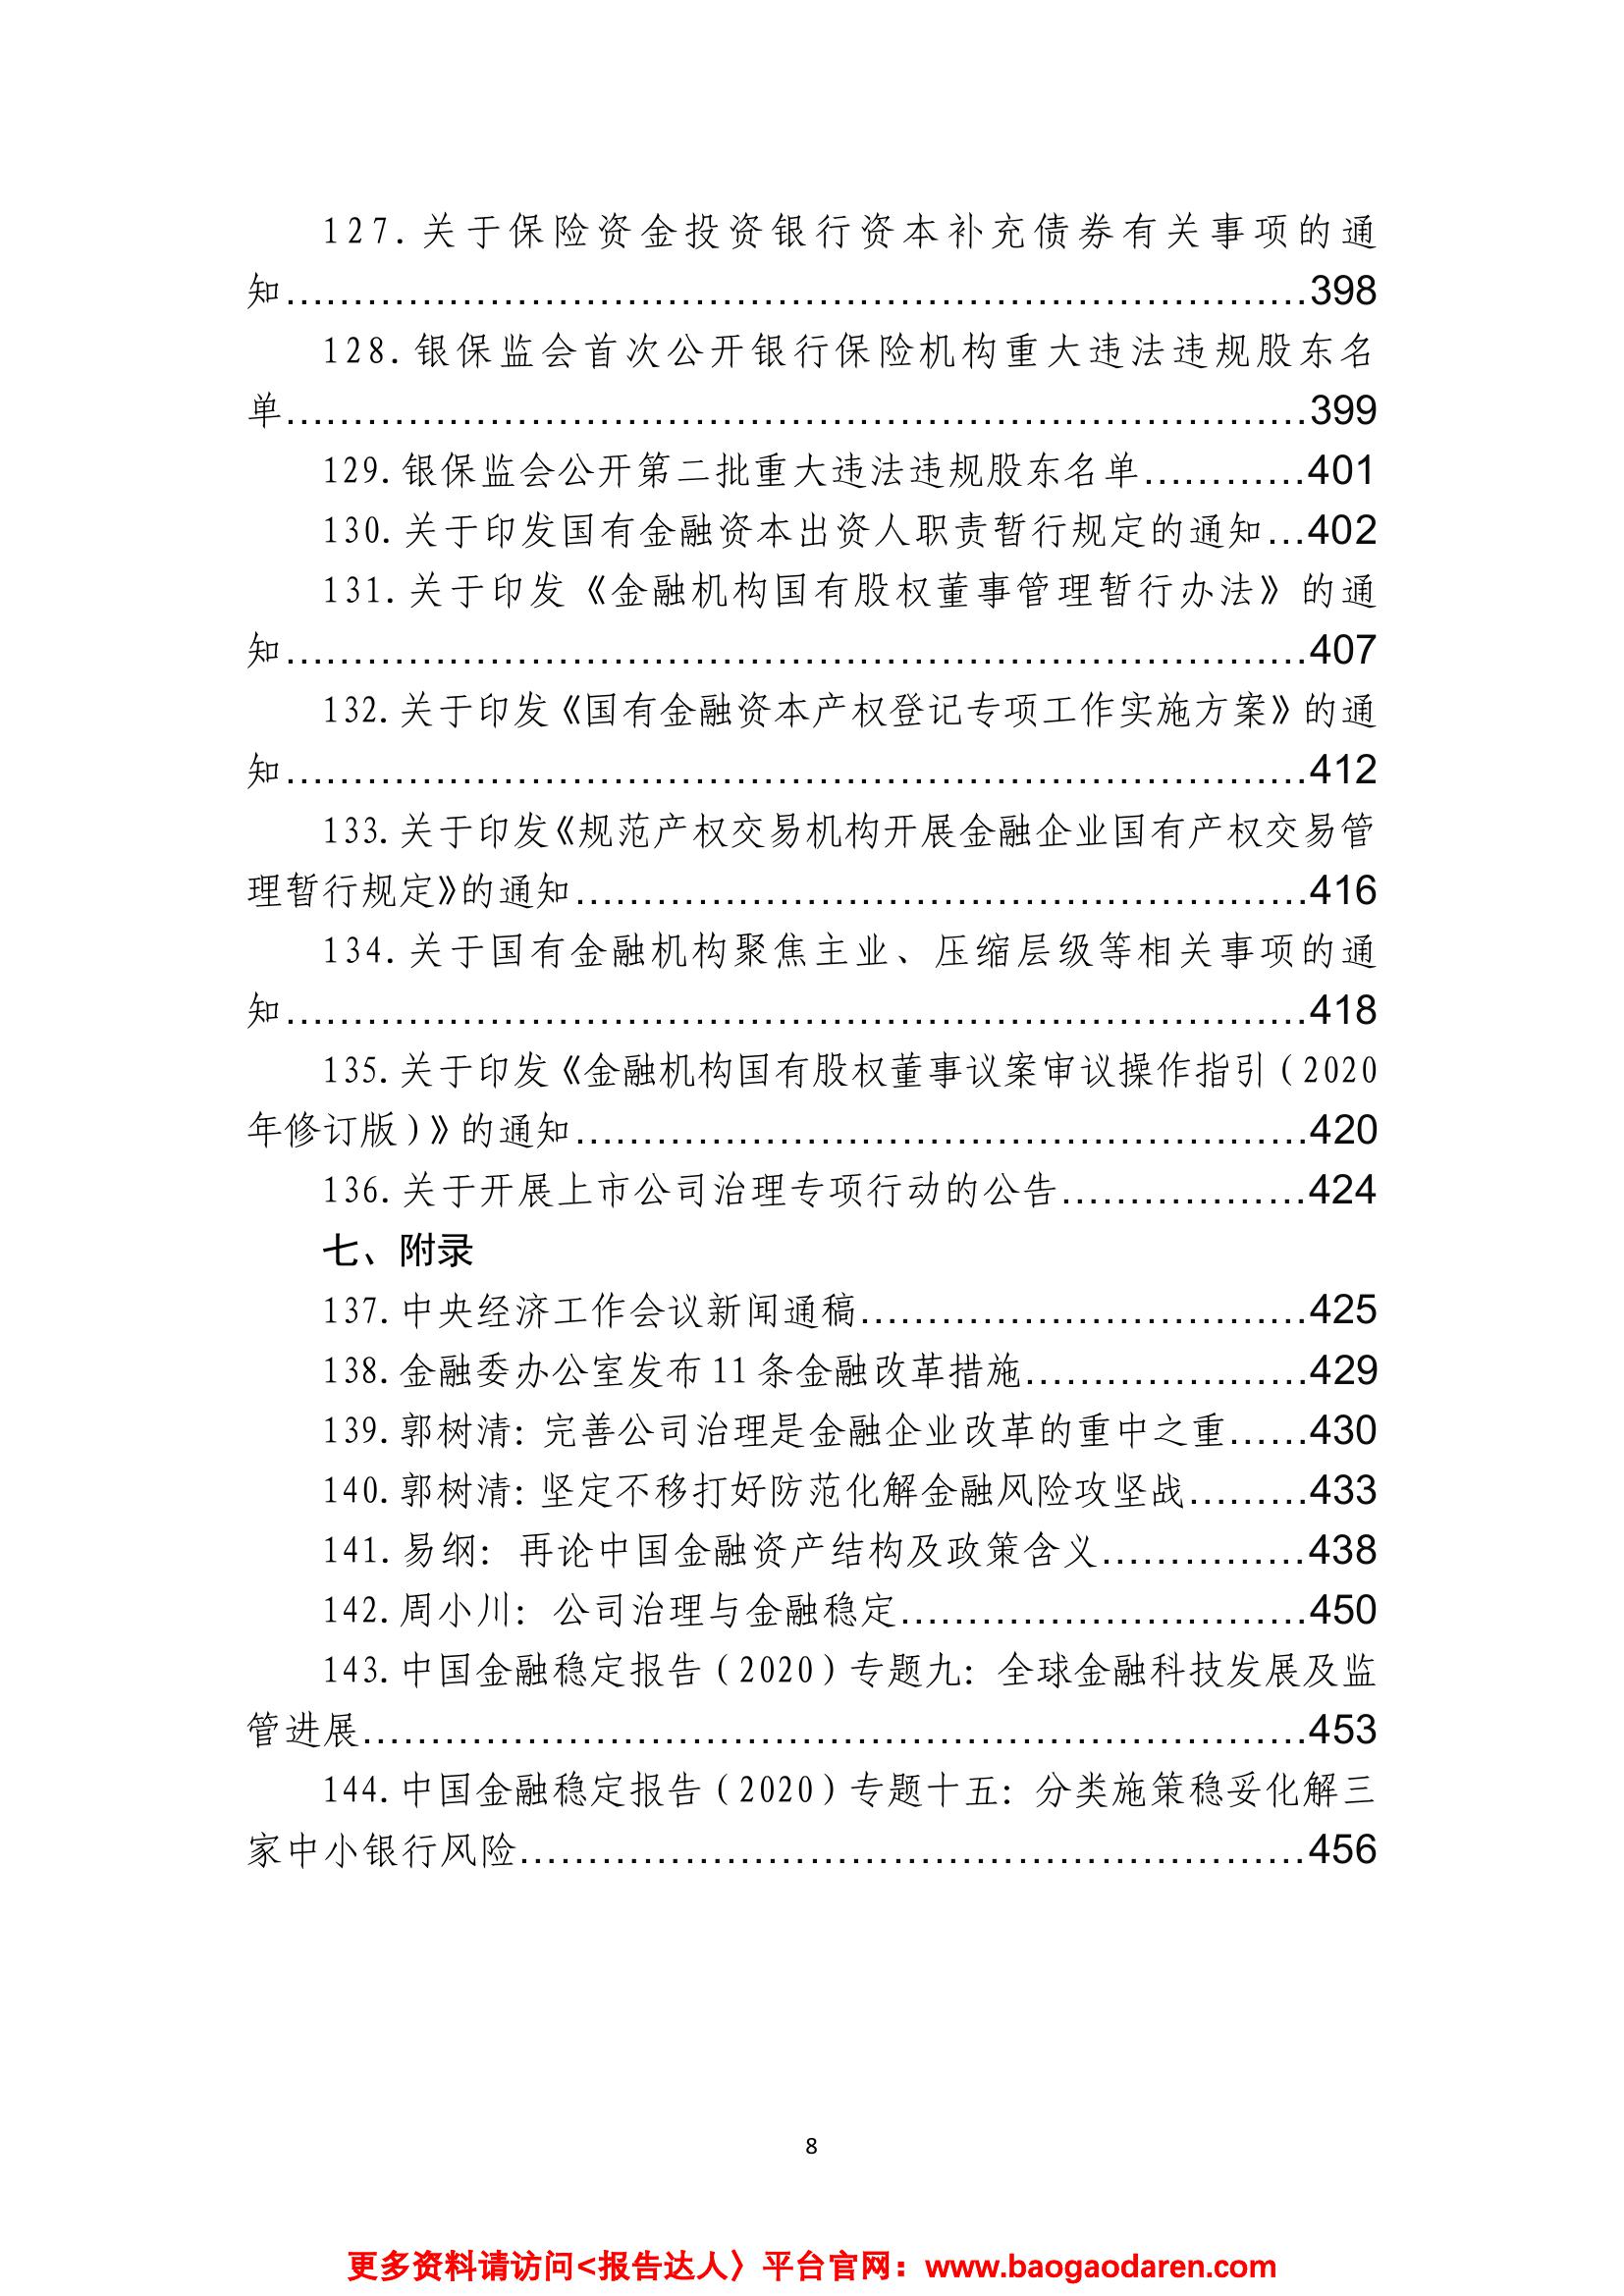 127.关于保险资金投资银行资本补充债券有关事项的通
知............................................................................398
128.银保监会首次公开银行保险机构重大违法违规股东名
单............................................................................399
129.银保监会公开第二批重大违法违规股东名单............401
130.关于印发国有金融资本出资人职责暂行规定的通知...402
131.关于印发《金融机构国有股权董事管理暂行办法》的通
知............................................................................407
132.关于印发《国有金融资本产权登记专项工作实施方案》的通
知............................................................................412
133.关于印发《规范产权交易机构开展金融企业国有产权交易管
理暂行规定》的通知......................................................416
134.关于国有金融机构聚焦主业、压缩层级等相关事项的通
知............................................................................418
135.关于印发《金融机构国有股权董事议案审议操作指引（2020
年修订版）》的通知......................................................420
136.关于开展上市公司治理专项行动的公告..................424
七、附录
137.中央经济工作会议新闻通稿.................................425
138.金融委办公室发布 11 条金融改革措施.....................429
139.郭树清：完善公司治理是金融企业改革的重中之重......430
140.郭树清：坚定不移打好防范化解金融风险攻坚战.........433
141.易纲：再论中国金融资产结构及政策含义...............438
142.周小川：公司治理与金融稳定..............................450
143.中国金融稳定报告（2020）专题九：全球金融科技发展及监
管进展......................................................................453
144.中国金融稳定报告（2020）专题十五：分类施策稳妥化解三
家中小银行风险..........................................................456
8
更多资料请访问<报告达人〉平台官网：www.baogaodaren.com